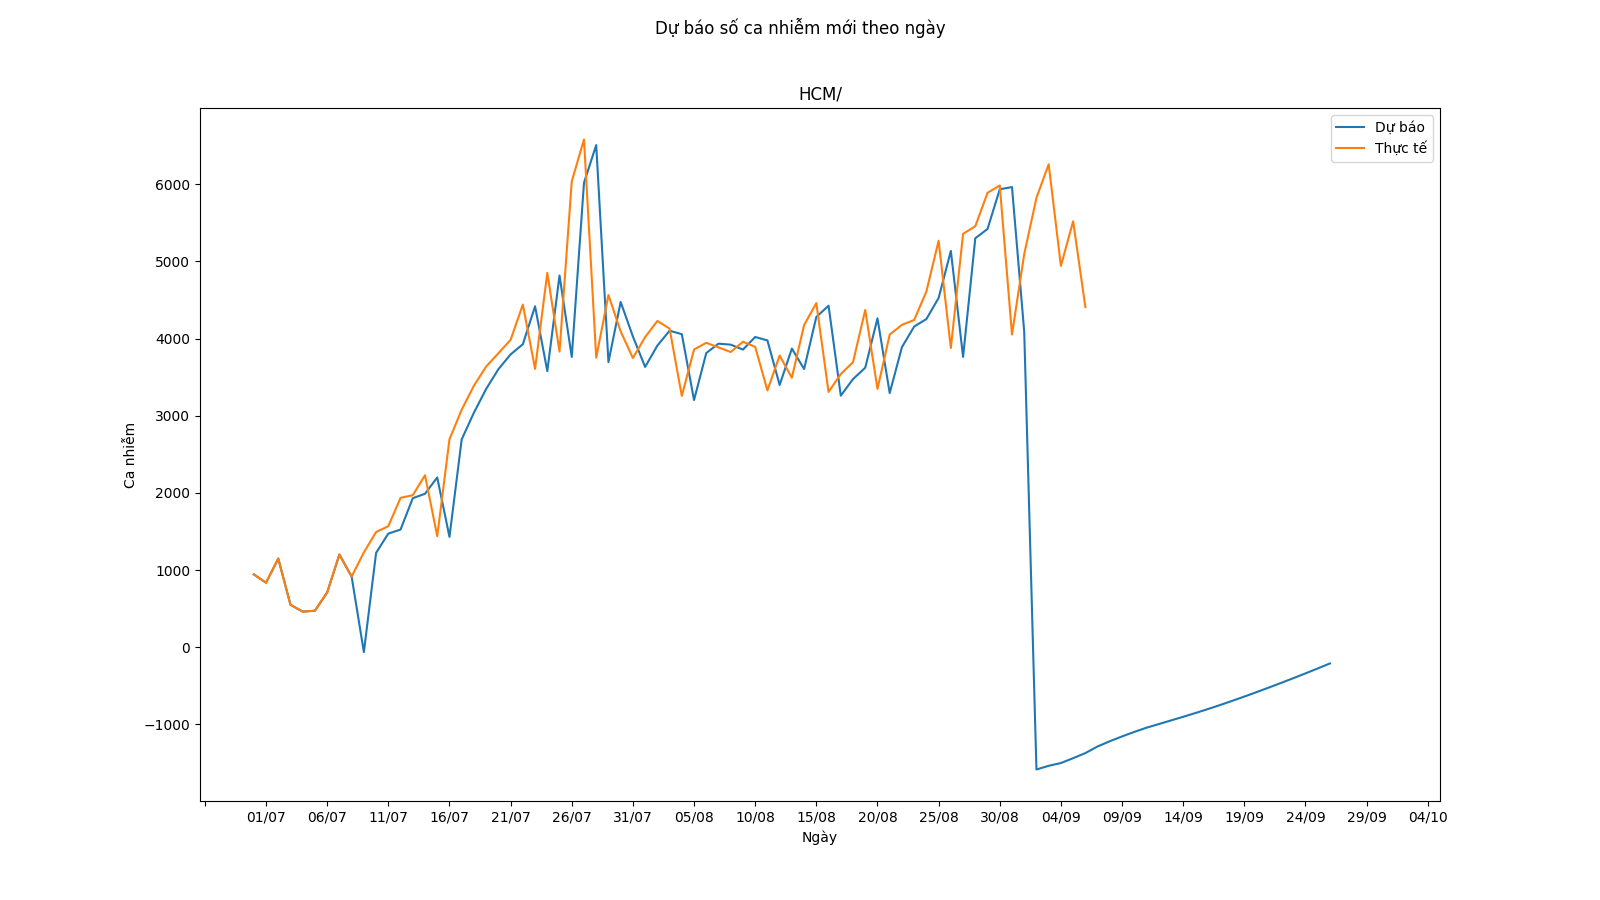 Dự báo số ca nhiễm mới theo ngày
HCM/
Dự báo
Thực tế
6000
5000
4000
3000
2000
1000
0
−1000
Ca nhiễm
01/07 06/07 11/07 16/07 21/07 26/07 31/07 05/08 10/08 15/08 20/08 25/08 30/08 04/09 09/09 14/09 19/09 24/09 29/09 04/10
Ngày